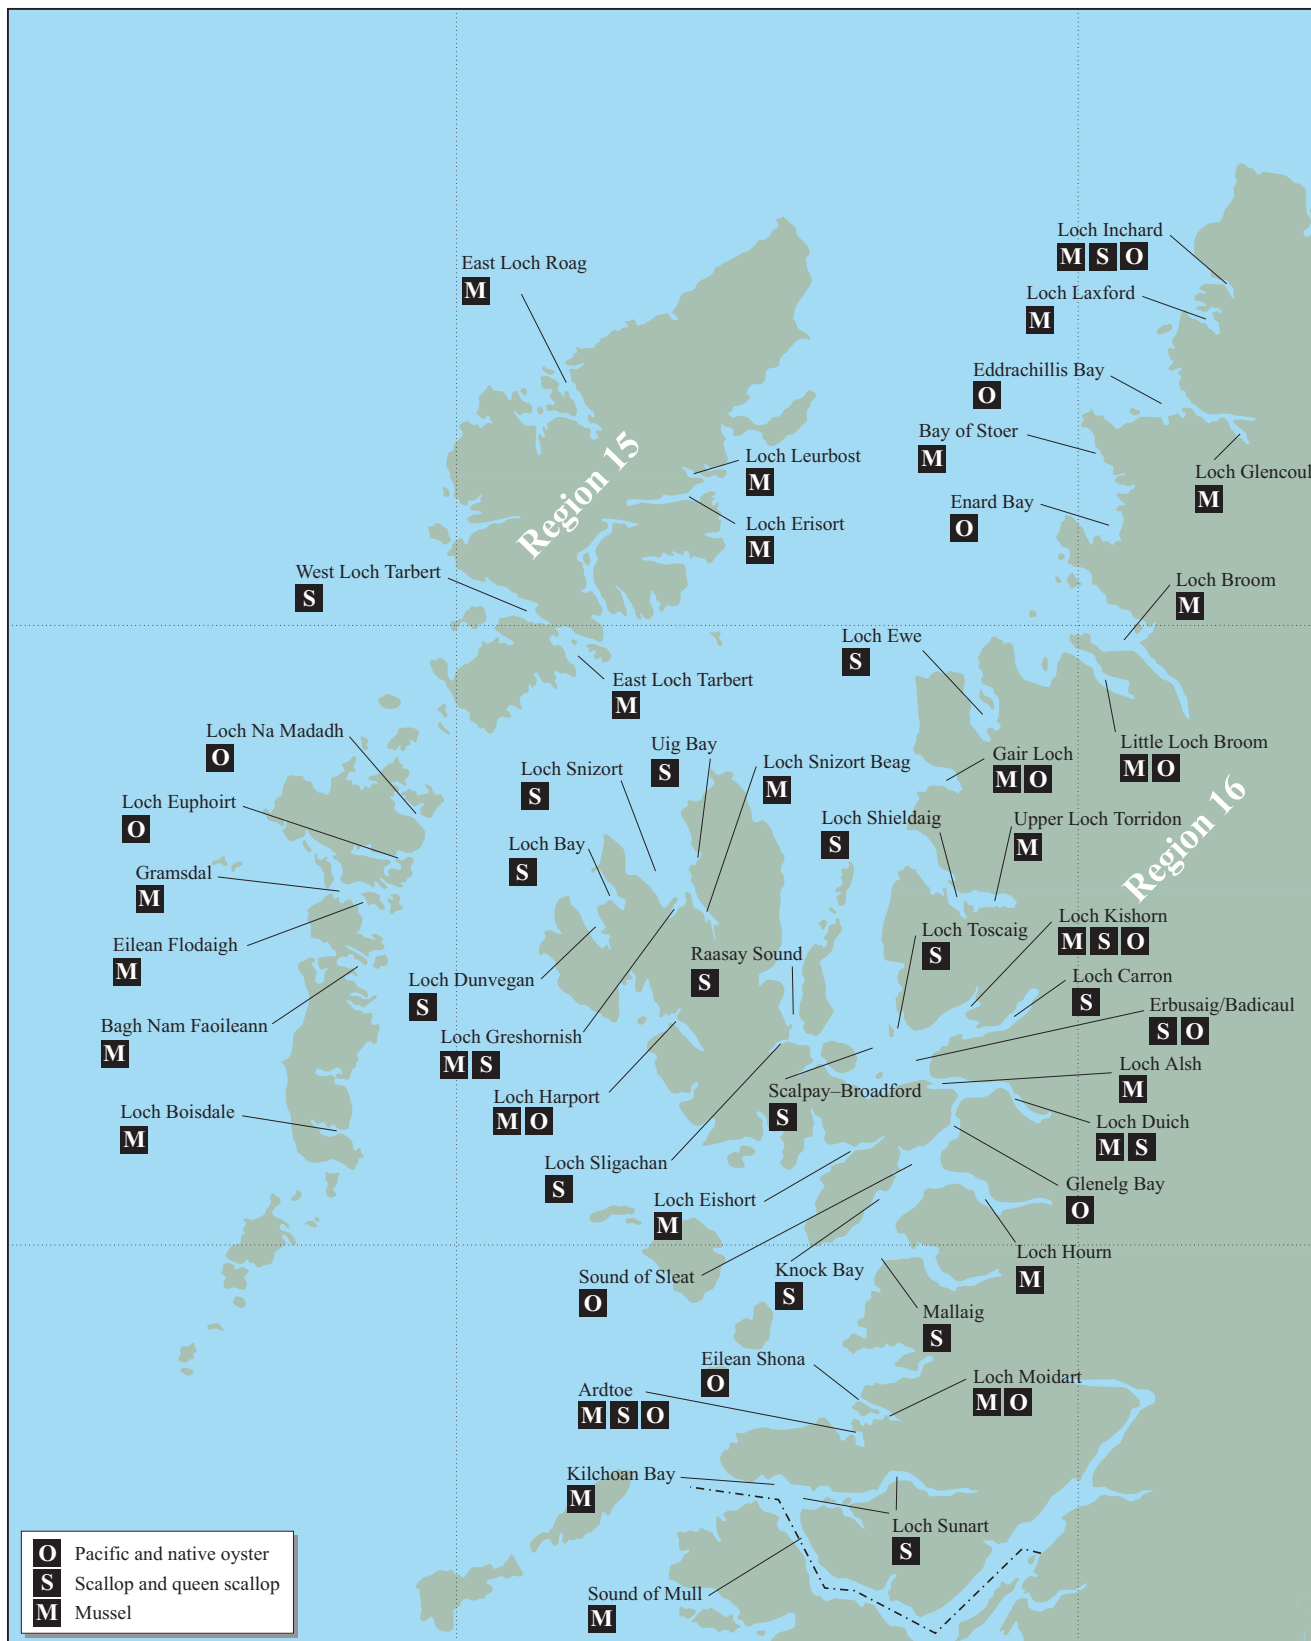 Loch Inchard
M S O
East Loch Roag
M
Loch Laxford
M
Eddrachillis Bay
O
Bay of Stoer
M
Region 15
Loch Leurbost
M
Loch Glencoul
M
Enard Bay
O
Loch Erisort
M
West Loch Tarbert
S
Loch Broom
M
Loch Ewe
S
East Loch Tarbert
M
Loch Na Madadh
O
Uig Bay
S
Loch Snizort
S
Loch Snizort Beag
M
Gair Loch
M O
Little Loch Broom
M O
Region 16
Loch Euphoirt
O
Loch Shieldaig
S
Upper Loch Torridon
M
Loch Bay
S
Gramsdal
M
Loch Kishorn
M S O
Loch Toscaig
S
Eilean Flodaigh
M
Raasay Sound
S
Loch Dunvegan
S
Loch Carron
S
Erbusaig/Badicaul
S O
Bagh Nam Faoileann
M
Loch Greshornish
M S
Loch Alsh
M
Loch Harport
M O
Scalpay–Broadford
S
Loch Boisdale
M
Loch Duich
M S
Loch Sligachan
S
Glenelg Bay
O
Loch Eishort
M
Loch Hourn
M
Sound of Sleat
O
Knock Bay
S
Mallaig
S
Eilean Shona
O
Loch Moidart
M O
Ardtoe
M S O
Kilchoan Bay
M
Loch Sunart
S
Sound of Mull
M
O Pacific and native oyster
S Scallop and queen scallop
M Mussel